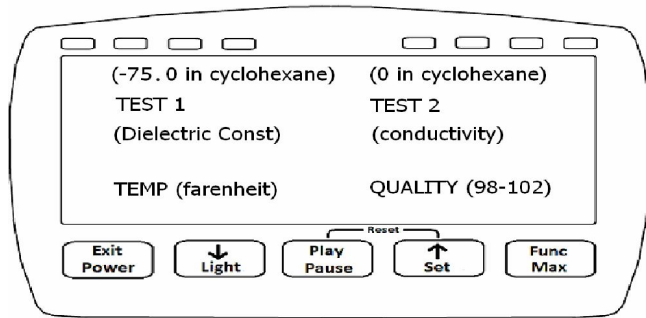 (-75.0 in cyclohexane) (0 in cyclohexane)
TEST 1 TEST 2
(Dielectric Const) (conductivity)
TEMP (farenheit) QUALITY (98-102)
Reset
Exit Power
↓ Light
Play Pause
↑ Set
Func Max